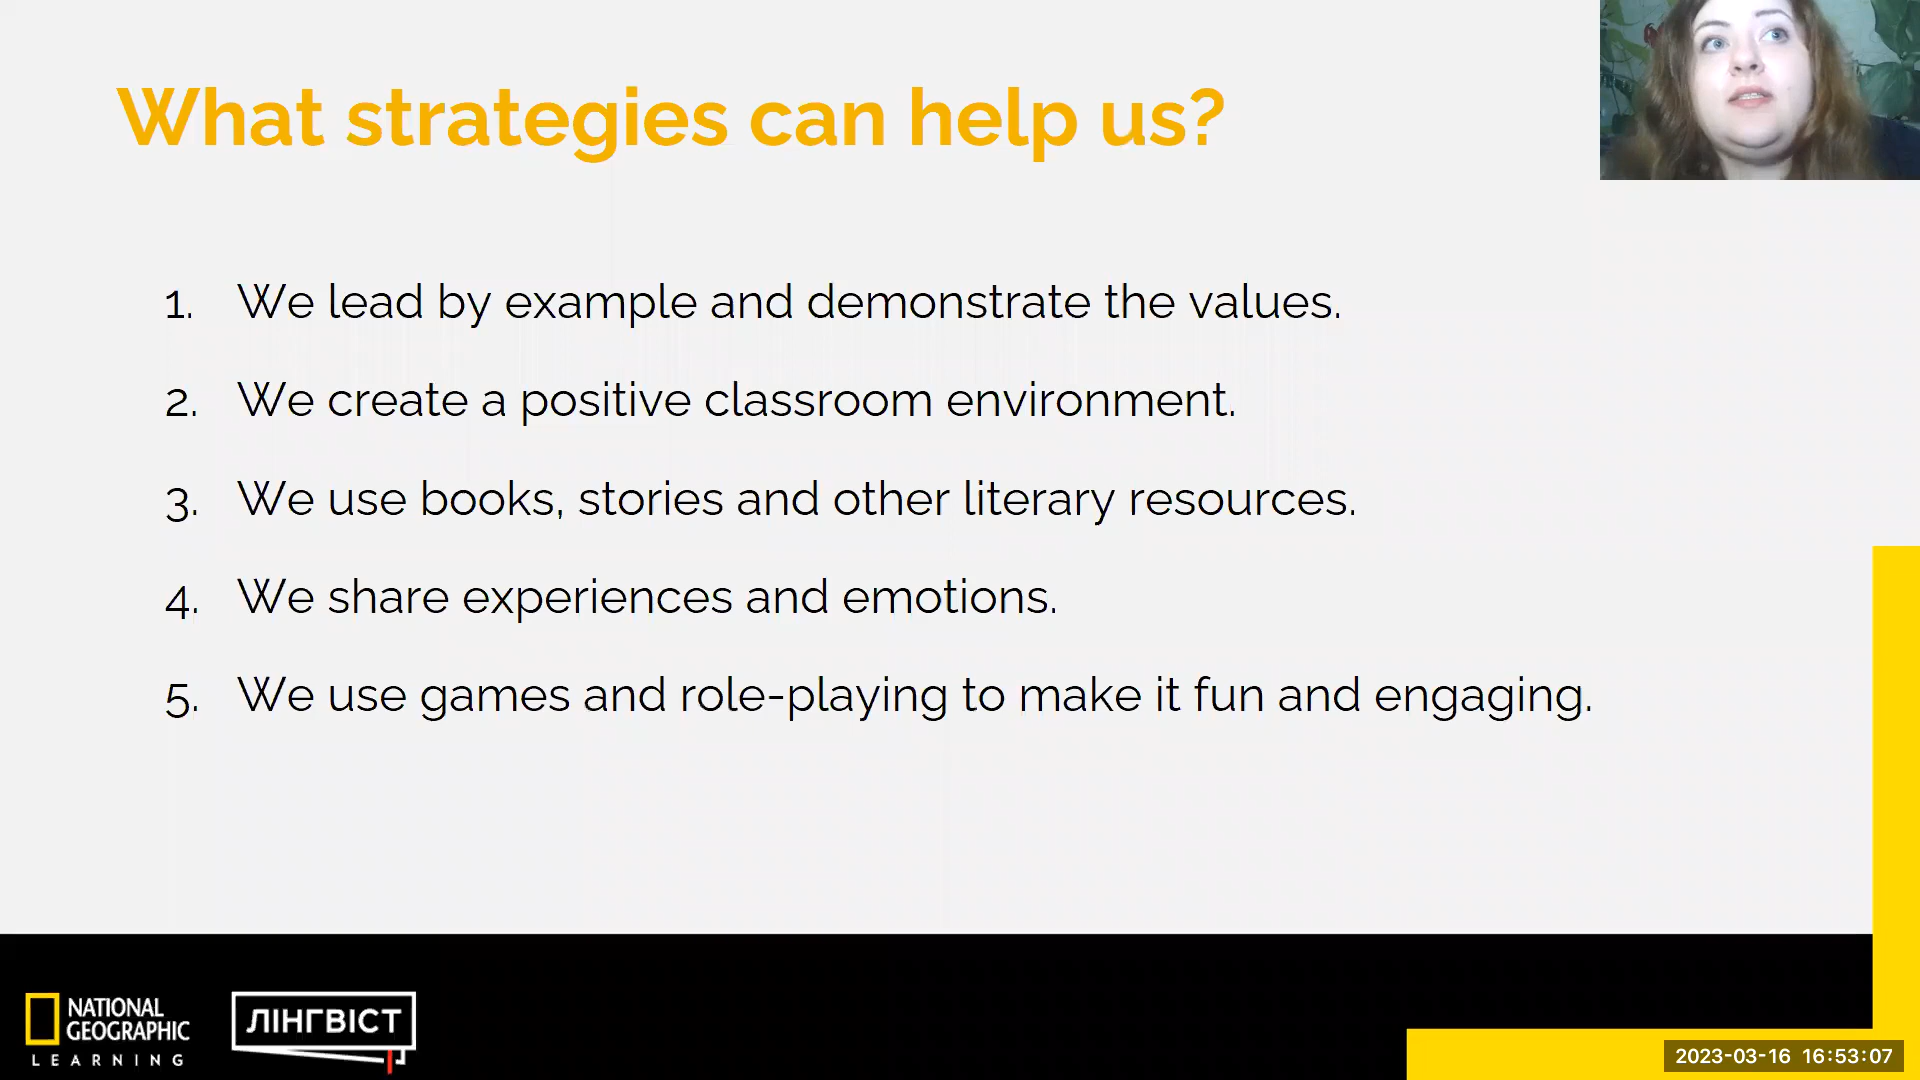 What strategies can help us?
1. We lead by example and demonstrate the values.
2. We create a positive classroom environment.
3. We use books, stories and other literary resources.
4. We share experiences and emotions.
5. We use games and role-playing to make it fun and engaging.
NATIONAL
GEOGRAPHIC
LEARNING
ЛІНГВІСТ
2023-03-16 16:53:07